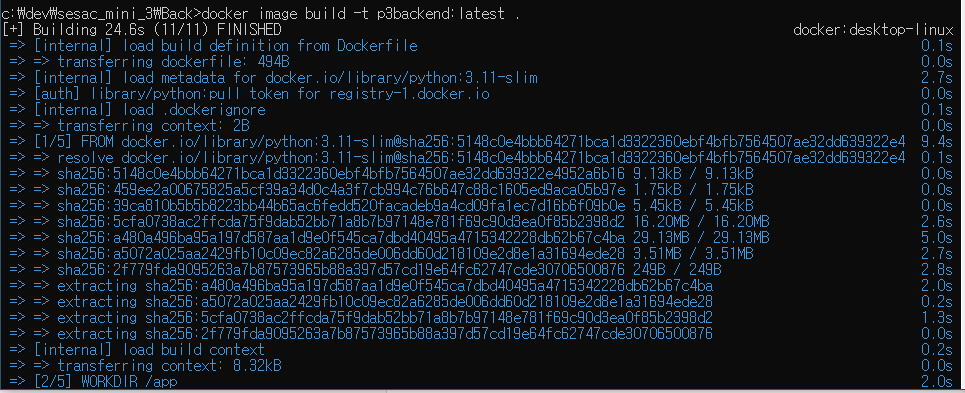 c:\dev\sesac_mini_3\Back>docker image build -t p3backend:latest .
[+] Building 24.6s (11/11) FINISHED docker:desktop-linux
=> [internal] load build definition from Dockerfile 0.1s
=> => transferring dockerfile: 494B 0.0s
=> [internal] load metadata for docker.io/library/python:3.11-slim 2.7s
=> [auth] library/python:pull token for registry-1.docker.io 0.0s
=> [internal] load .dockerignore 0.1s
=> => transferring context: 2B 0.0s
=> [1/5] FROM docker.io/library/python:3.11-slim@sha256:5148c0e4bbb64271bca1d3322360ebf4bfb7564507ae32dd639322e4 9.4s
=> => resolve docker.io/library/python:3.11-slim@sha256:5148c0e4bbb64271bca1d3322360ebf4bfb7564507ae32dd639322e4 0.1s
=> => sha256:5148c0e4bbb64271bca1d3322360ebf4bfb7564507ae32dd639322e4952a6b16 9.13kB / 9.13kB 0.0s
=> => sha256:459ee2a00675825a5cf39a34d0c4a3f7cb994c76b647c88c1605ed9aca05b97e 1.75kB / 1.75kB 0.0s
=> => sha256:39ca810b5b5b8223bb44b65ac6fedd520facadeb9a4cd09fa1ec7d16b6f09b0e 5.45kB / 5.45kB 0.0s
=> => sha256:5cfa0738ac2ffcda75f9dab52bb71a8b7b97148e781f69c90d3ea0f85b2398d2 16.20MB / 16.20MB 2.6s
=> => sha256:a480a496ba95a197d587aa1d9e0f545ca7dbd40495a4715342228db62b67c4ba 29.13MB / 29.13MB 5.0s
=> => sha256:a5072a025aa2429fb10c09ec82a6285de006dd60d218109e2d8e1a31694ede28 3.51MB / 3.51MB 2.7s
=> => sha256:2f779fda9095263a7b87573965b88a397d57cd19e64fc62747cde30706500876 249B / 249B 2.8s
=> => extracting sha256:a480a496ba95a197d587aa1d9e0f545ca7dbd40495a4715342228db62b67c4ba 2.0s
=> => extracting sha256:a5072a025aa2429fb10c09ec82a6285de006dd60d218109e2d8e1a31694ede28 0.2s
=> => extracting sha256:5cfa0738ac2ffcda75f9dab52bb71a8b7b97148e781f69c90d3ea0f85b2398d2 1.3s
=> => extracting sha256:2f779fda9095263a7b87573965b88a397d57cd19e64fc62747cde30706500876 0.0s
=> [internal] load build context 0.2s
=> => transferring context: 8.32kB 0.0s
=> [2/5] WORKDIR /app 2.0s